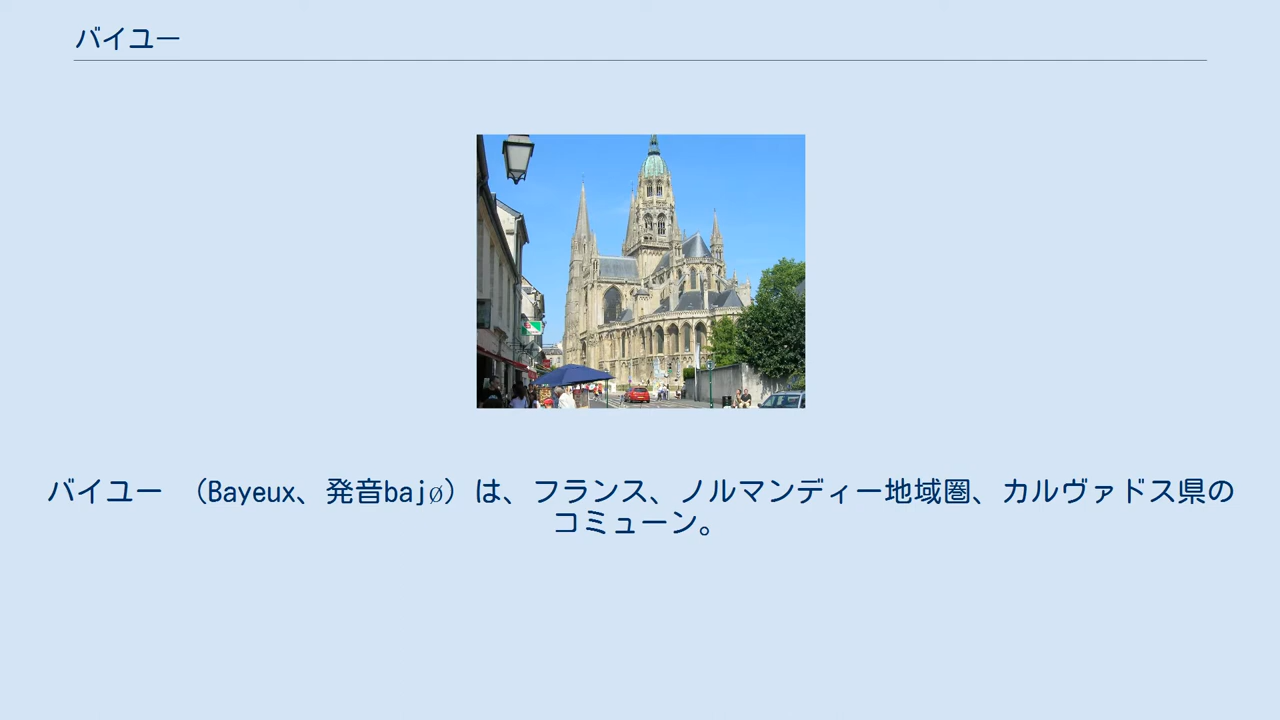 バイユー
バイユー （Bayeux、発音bajø）は、フランス、ノルマンディー地域圏、カルヴァドス県の
コミューン。